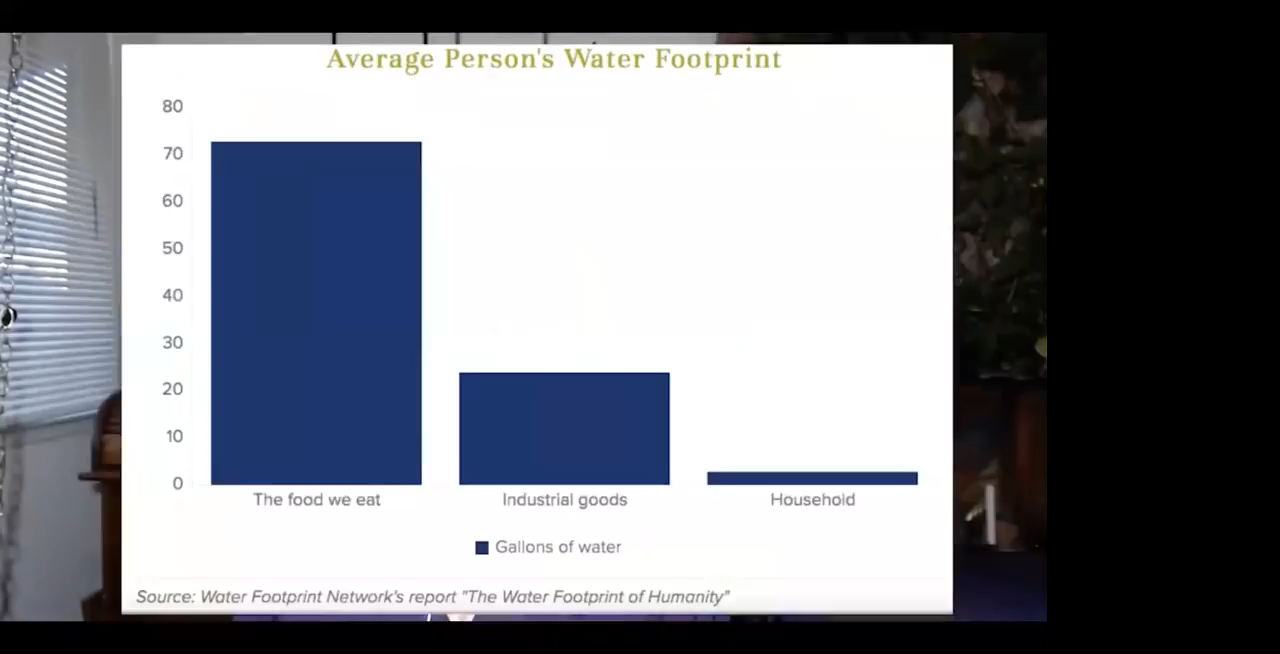 Average Person's Water Footprint
80
70
60
50
40
30
20
10
0
The food we eat
Industrial goods
Household
Gallons of water
Source: Water Footprint Network's report "The Water Footprint of Humanity"